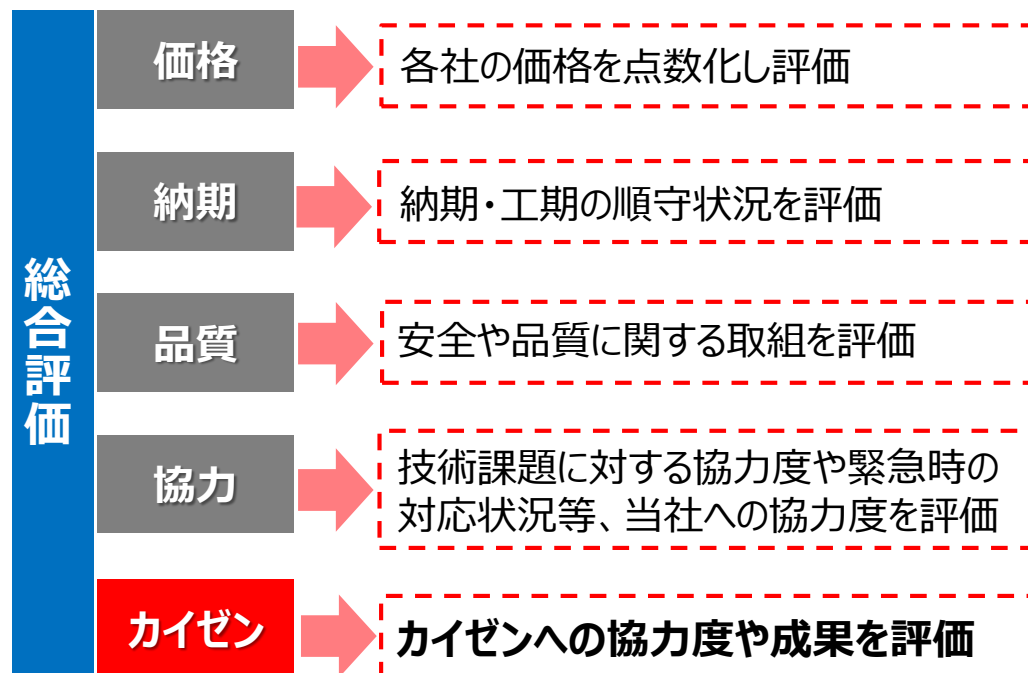 総合評価
価格
各社の価格を点数化し評価
納期
納期・工期の順守状況を評価
品質
安全や品質に関する取組を評価
協力
技術課題に対する協力度や緊急時の
対応状況等、当社への協力度を評価
カイゼン
カイゼンへの協力度や成果を評価